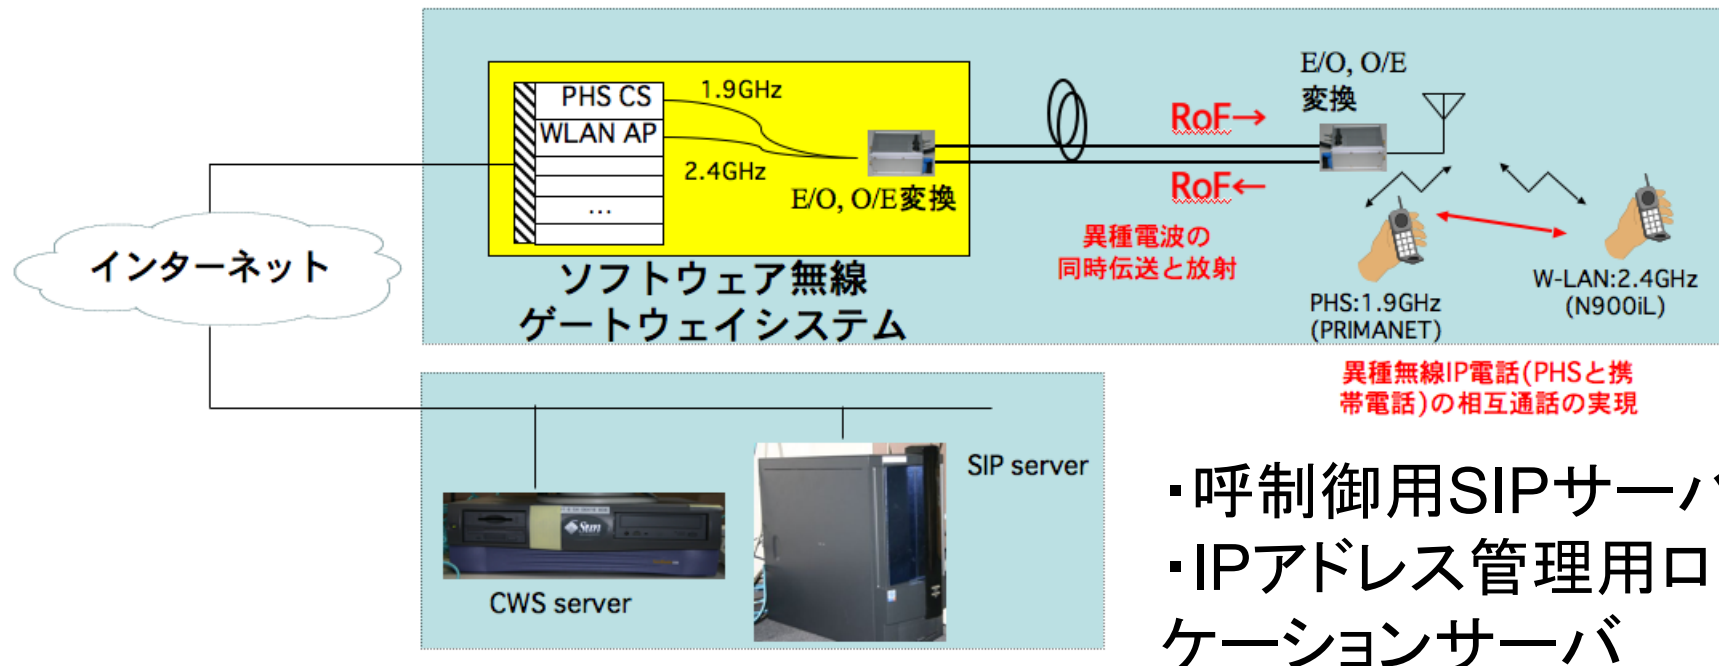 PHS CS
WLAN AP
...
1.9GHz
2.4GHz
E/O, O/E変換
ソフトウェア無線
ゲートウェイシステム
インターネット
RoF→
RoF←
異種電波の
同時伝送と放射
E/O, O/E
変換
PHS:1.9GHz
(PRIMANET)
W-LAN:2.4GHz
(N900iL)
異種無線IP電話(PHSと携
帯電話)の相互通話の実現
Sun
CWS server
SIP server
・呼制御用SIPサーバ
・IPアドレス管理用ロ
ケーションサーバ